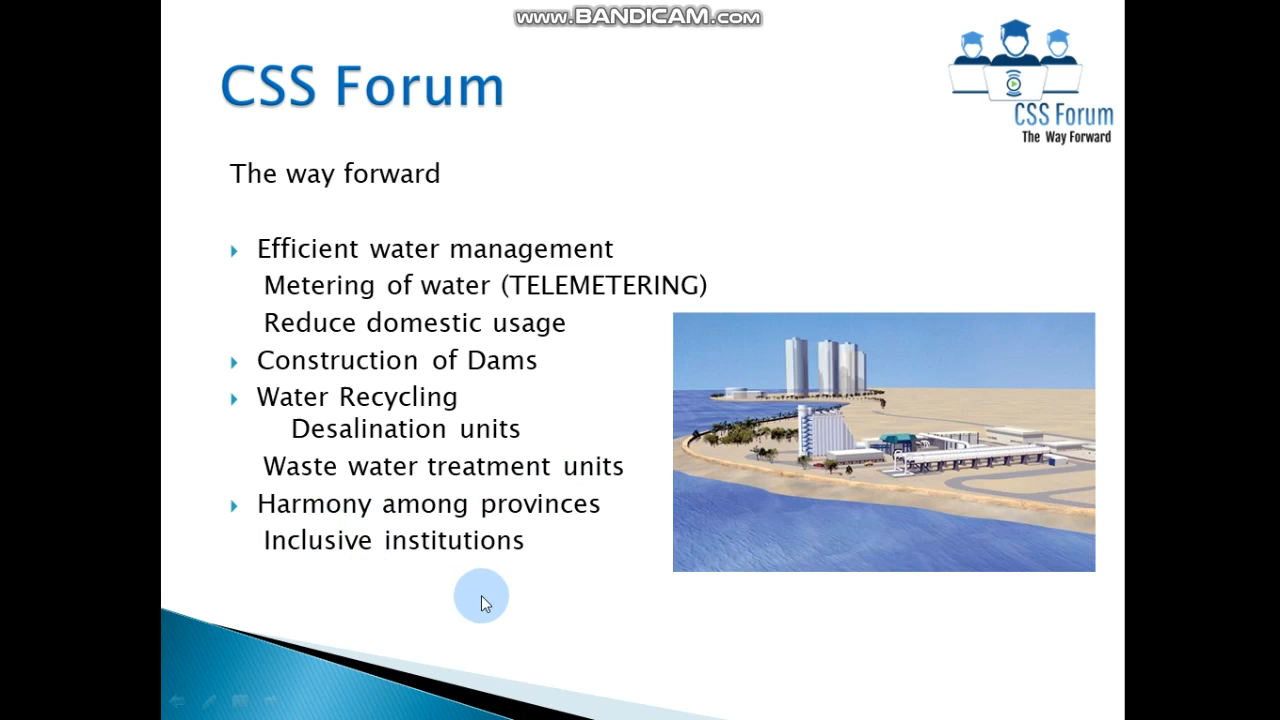 www.BANDICAM.com
CSS Forum
CSS Forum
The Way Forward
The way forward
Efficient water management
Metering of water (TELEMETERING)
Reduce domestic usage
Construction of Dams
Water Recycling
Desalination units
Waste water treatment units
Harmony among provinces
Inclusive institutions